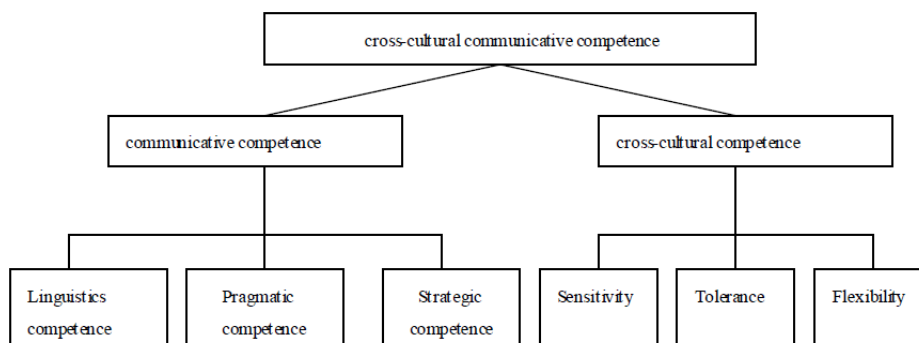 cross-cultural communicative competence
communicative competence
cross-cultural competence
Linguistics
competence
Pragmatic
competence
Strategic
competence
Sensitivity
Tolerance
Flexibility